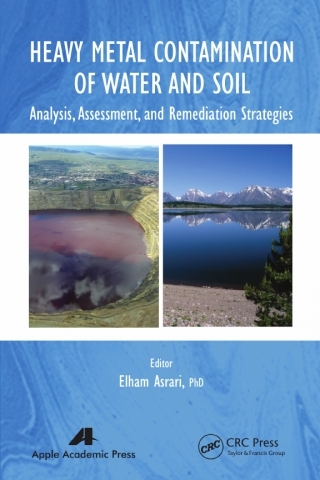 HEAVY METAL CONTAMINATION
OF WATER AND SOIL
Analysis, Assessment, and Remediation Strategies
Editor
Elham Asrari, PhD
Apple Academic Press
CRC
CRC Press
Taylor & Francis Group